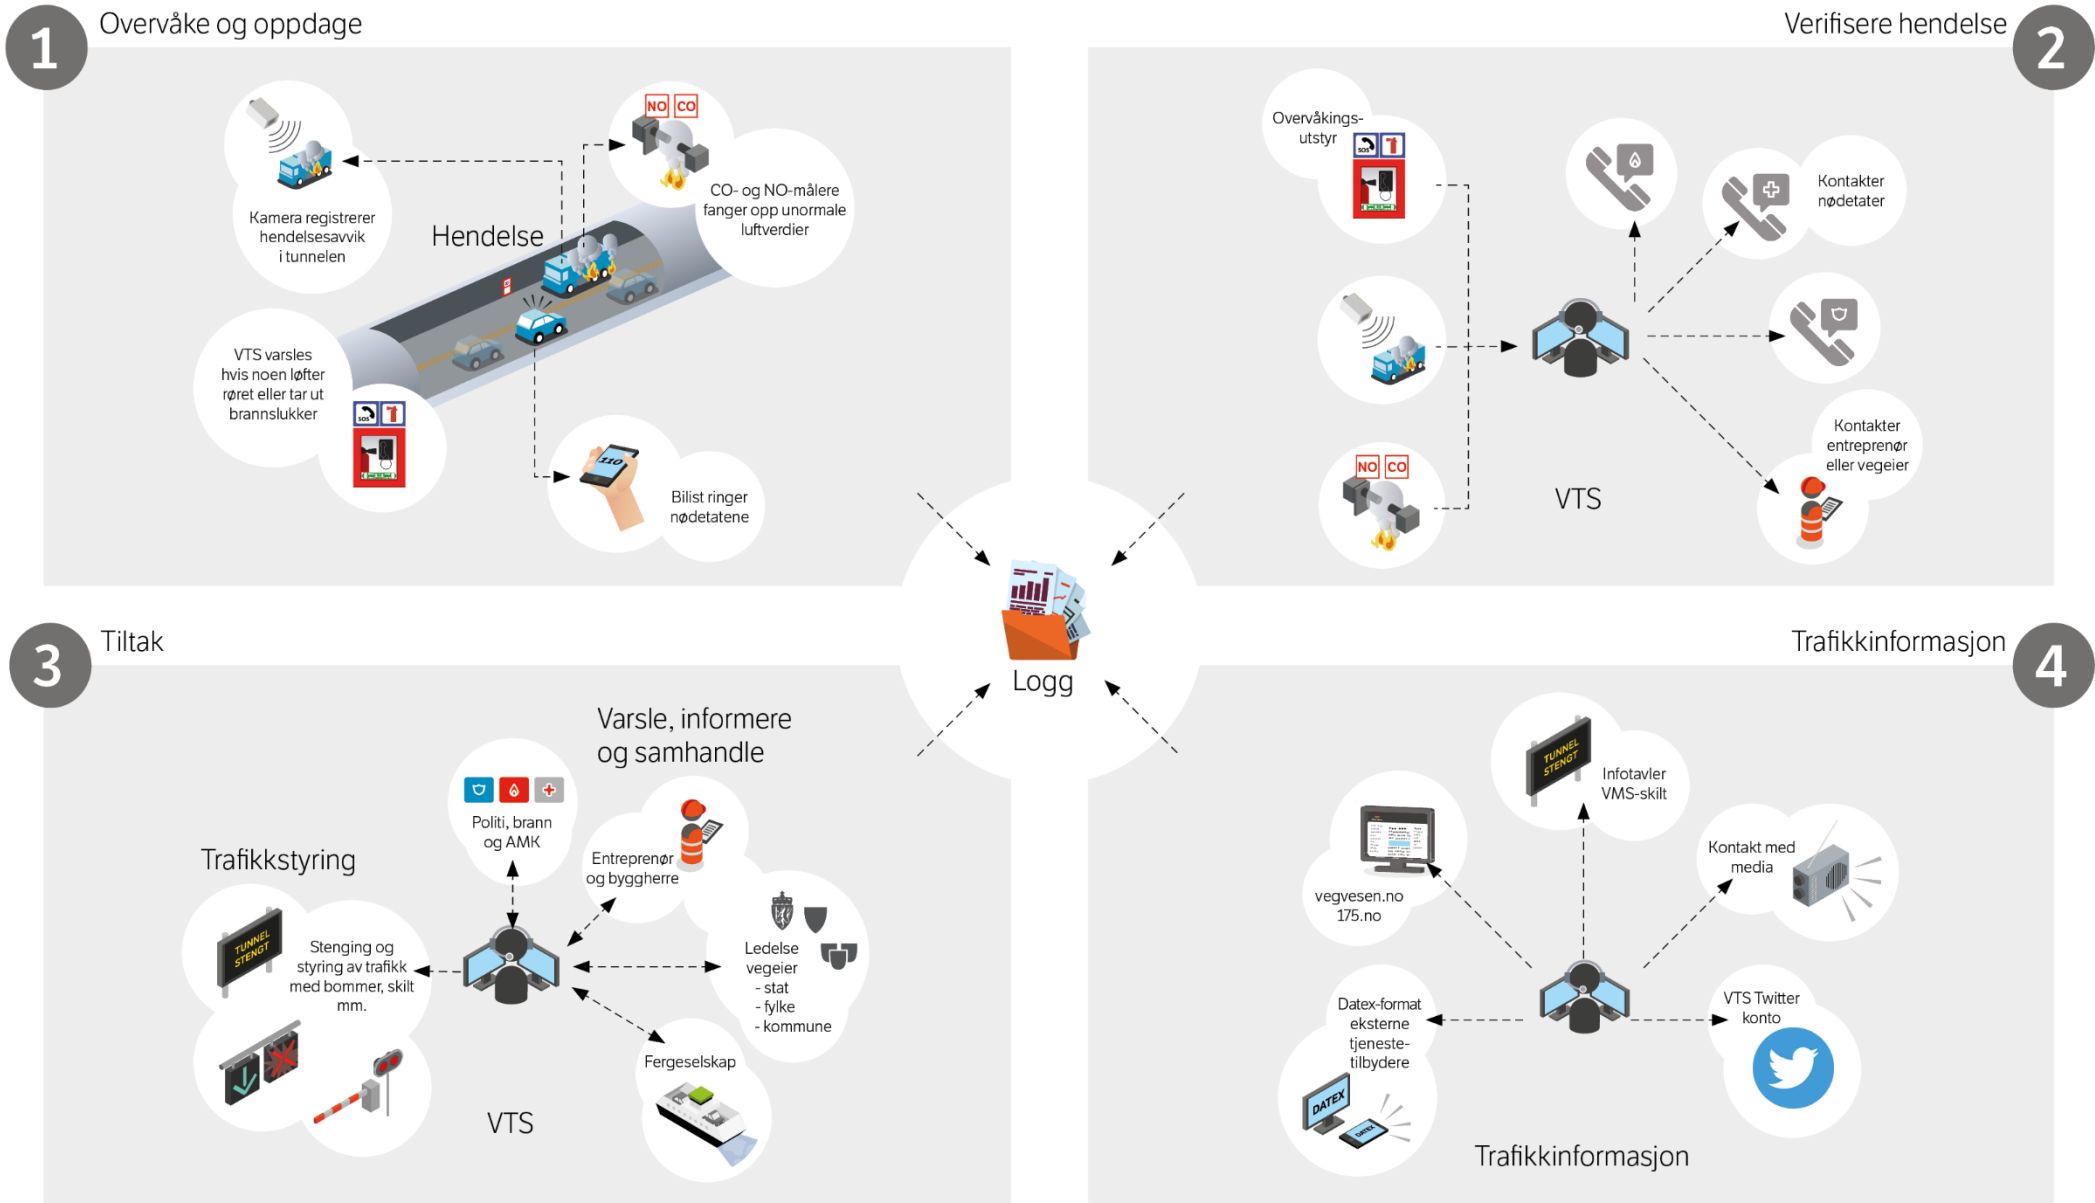 1
Overvåke og oppdage
NO CO
Kamera registrerer
hendelsesavvik
i tunnelen
Hendelse
CO- og NO-målere
fanger opp unormale
luftverdier
VTS varsles
hvis noen løfter
røret eller tar ut
brannslukker
SOS
110
Bilist ringer
nødetatene
Verifisere hendelse
2
Overvåkings-
utstyr
SOS
Kontakter
nødetater
NO CO
VTS
Kontakter
entreprenør
eller vegeier
Logg
3
Tiltak
Varsle, informere
og samhandle
Politi, brann
og AMK
Trafikkstyring
Entreprenør
og byggherre
TUNNEL
STENGT
Stenging og
styring av trafikk
med bommer, skilt
mm.
Ledelse
vegeier
- stat
- fylke
- kommune
Fergeselskap
VTS
Trafikkinformasjon
4
TUNNEL
STENGT
Infotavler
VMS-skilt
vegvesen.no
175.no
Kontakt med
media
Datex-format
eksterne
tjeneste-
tilbydere
DATEX
DATEX
VTS Twitter
konto
Trafikkinformasjon